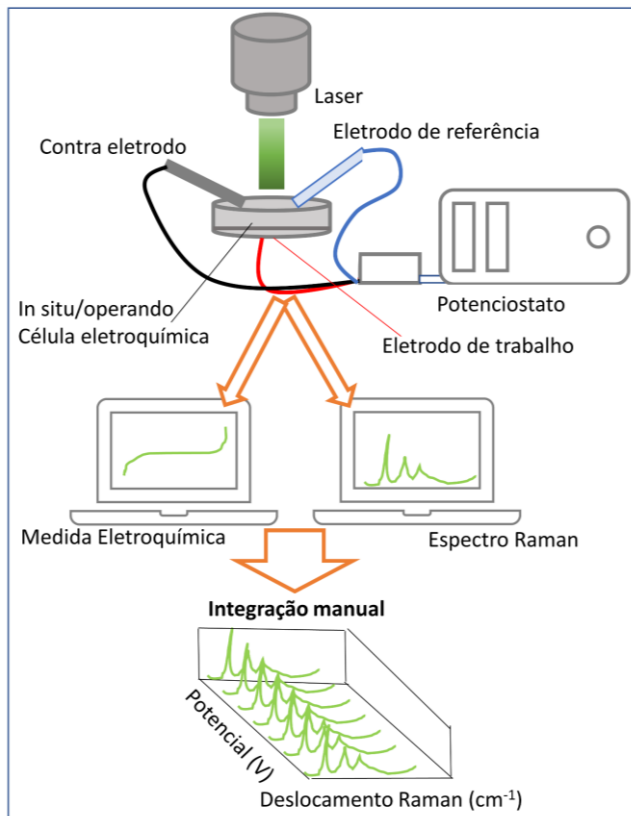 Laser
Contra eletrodo
Eletrodo de referência
In situ/operando
Célula eletroquímica
Potenciostato
Eletrodo de trabalho
Medida Eletroquímica
Espectro Raman
Integração manual
Potencial (V)
Deslocamento Raman (cm⁻¹)